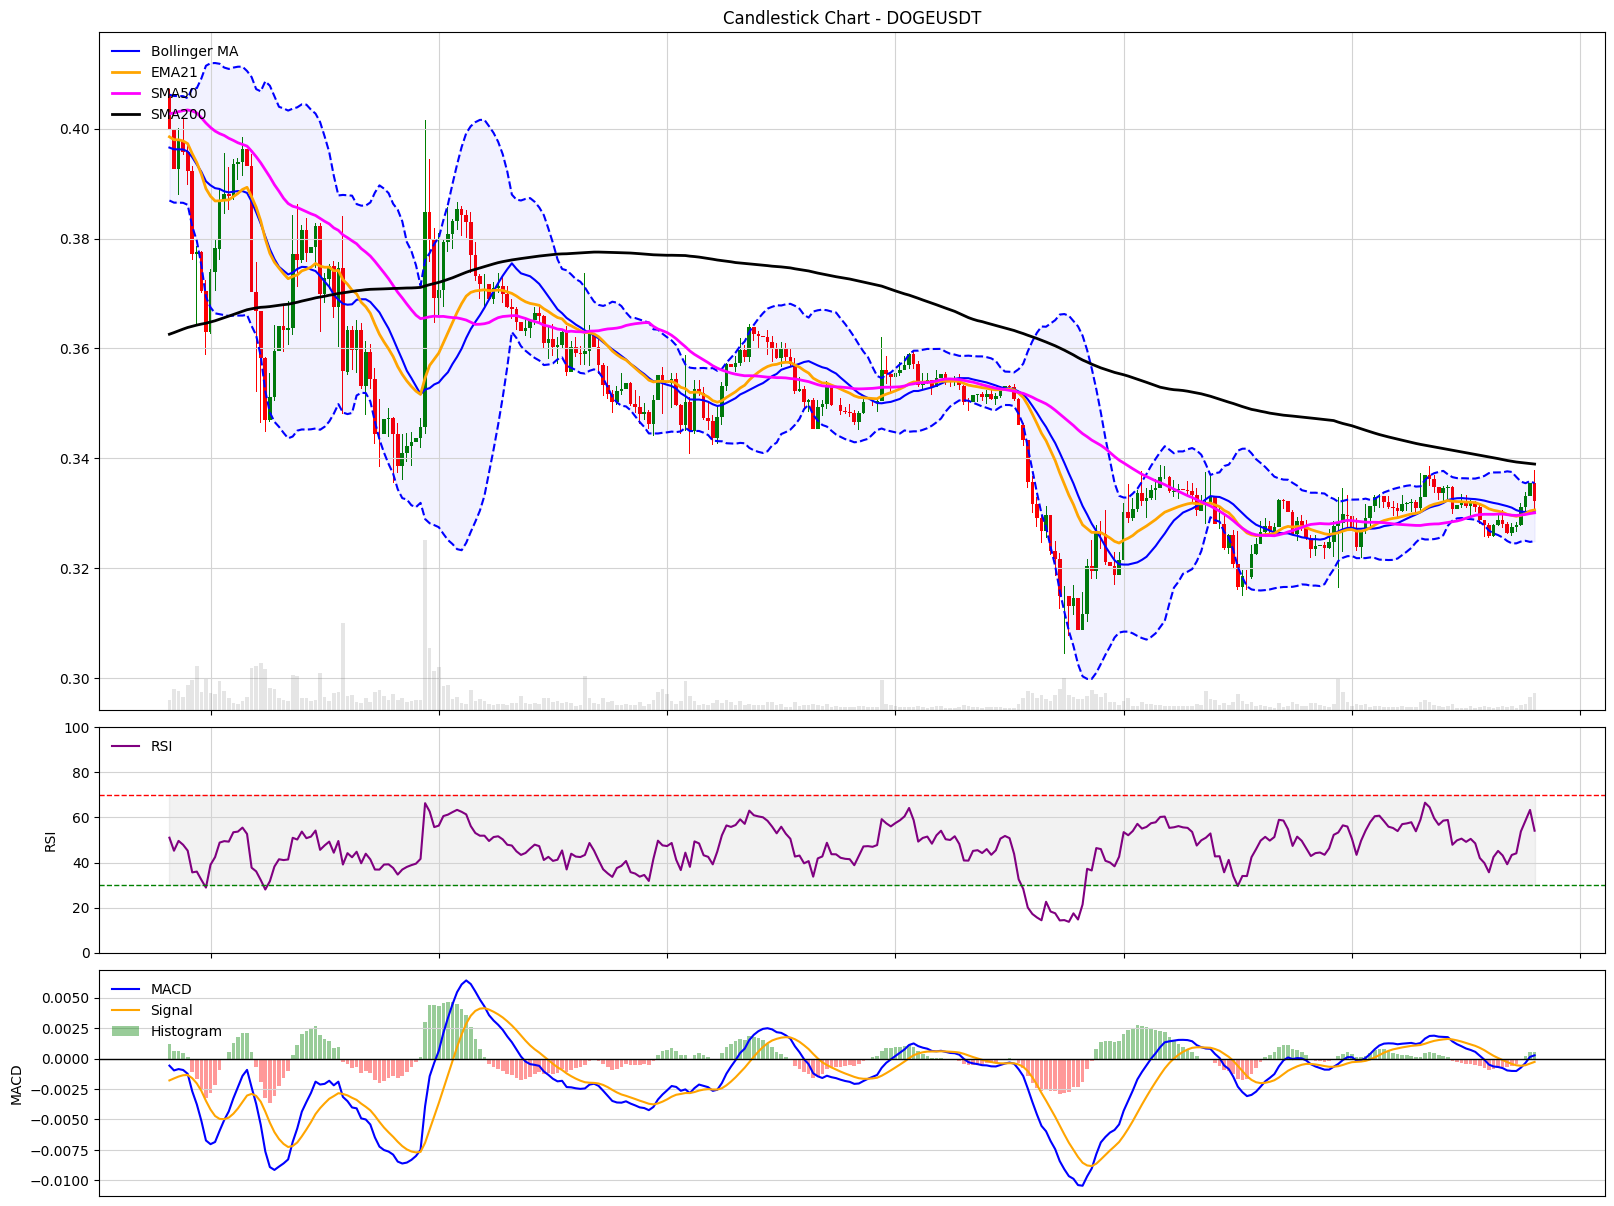 Candlestick Chart - DOGEUSDT
Bollinger MA
EMA21
SMA50
SMA200
0.40
0.38
0.36
0.34
0.32
0.30
100
80
60
40
20
0
RSI
RSI
0.0050
0.0025
0.0000
−0.0025
−0.0050
−0.0075
−0.0100
MACD
MACD
Signal
Histogram